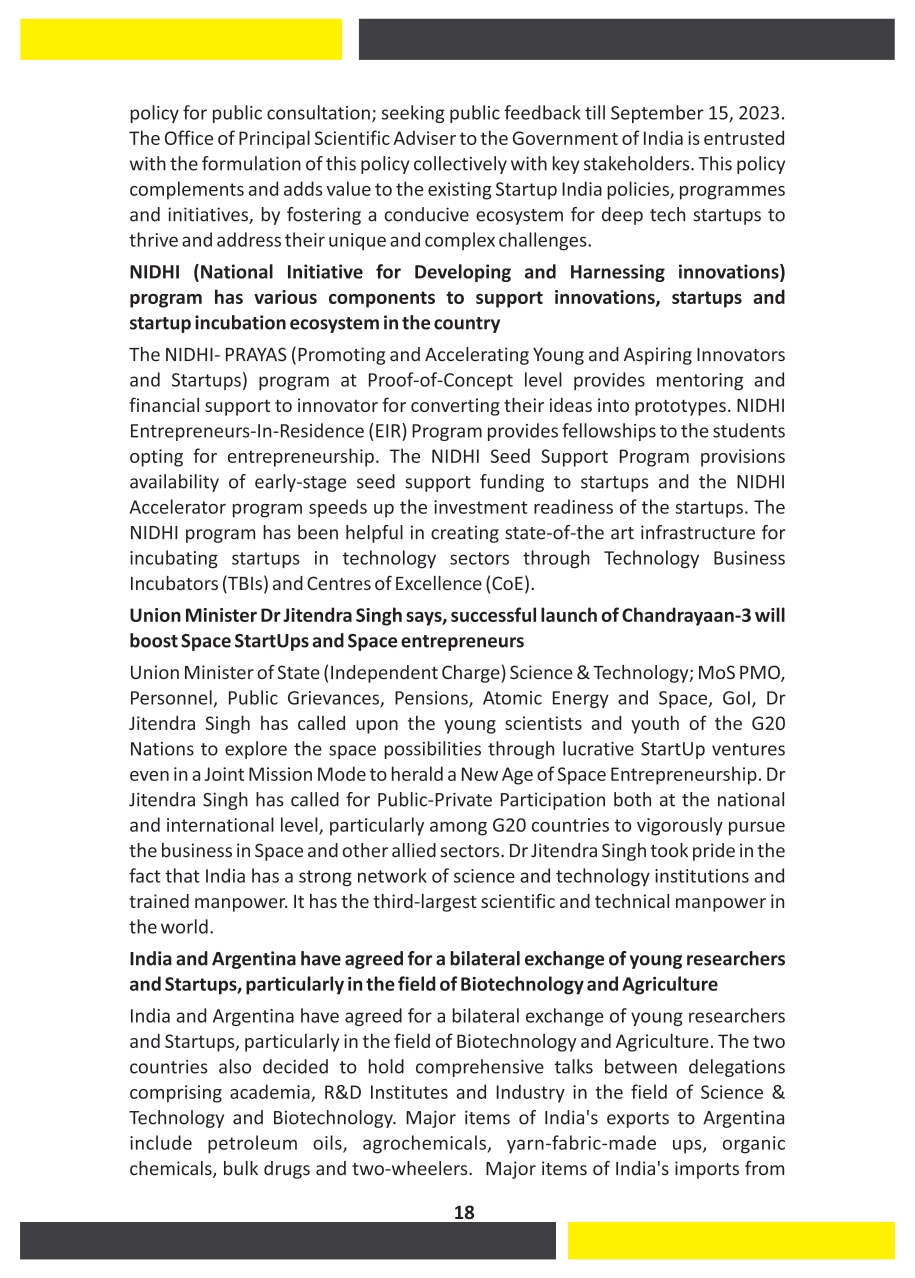 policy for public consultation; seeking public feedback till September 15, 2023.
The Office of Principal Scientific Adviser to the Government of India is entrusted
with the formulation of this policy collectively with key stakeholders. This policy
complements and adds value to the existing Startup India policies, programmes
and initiatives, by fostering a conducive ecosystem for deep tech startups to
thrive and address their unique and complex challenges.
NIDHI (National Initiative for Developing and Harnessing innovations)
program has various components to support innovations, startups and
startup incubation ecosystem in the country
The NIDHI- PRAYAS (Promoting and Accelerating Young and Aspiring Innovators
and Startups) program at Proof-of-Concept level provides mentoring and
financial support to innovator for converting their ideas into prototypes. NIDHI
Entrepreneurs-In-Residence (EIR) Program provides fellowships to the students
opting for entrepreneurship. The NIDHI Seed Support Program provisions
availability of early-stage seed support funding to startups and the NIDHI
Accelerator program speeds up the investment readiness of the startups. The
NIDHI program has been helpful in creating state-of-the art infrastructure for
incubating startups in technology sectors through Technology Business
Incubators (TBIs) and Centres of Excellence (CoE).
Union Minister Dr Jitendra Singh says, successful launch of Chandrayaan-3 will
boost Space StartUps and Space entrepreneurs
Union Minister of State (Independent Charge) Science & Technology; MoS PMO,
Personnel, Public Grievances, Pensions, Atomic Energy and Space, GoI, Dr
Jitendra Singh has called upon the young scientists and youth of the G20
Nations to explore the space possibilities through lucrative StartUp ventures
even in a Joint Mission Mode to herald a New Age of Space Entrepreneurship. Dr
Jitendra Singh has called for Public-Private Participation both at the national
and international level, particularly among G20 countries to vigorously pursue
the business in Space and other allied sectors. Dr Jitendra Singh took pride in the
fact that India has a strong network of science and technology institutions and
trained manpower. It has the third-largest scientific and technical manpower in
the world.
India and Argentina have agreed for a bilateral exchange of young researchers
and Startups, particularly in the field of Biotechnology and Agriculture
India and Argentina have agreed for a bilateral exchange of young researchers
and Startups, particularly in the field of Biotechnology and Agriculture. The two
countries also decided to hold comprehensive talks between delegations
comprising academia, R&D Institutes and Industry in the field of Science &
Technology and Biotechnology. Major items of India's exports to Argentina
include petroleum oils, agrochemicals, yarn-fabric-made ups, organic
chemicals, bulk drugs and two-wheelers. Major items of India's imports from
18